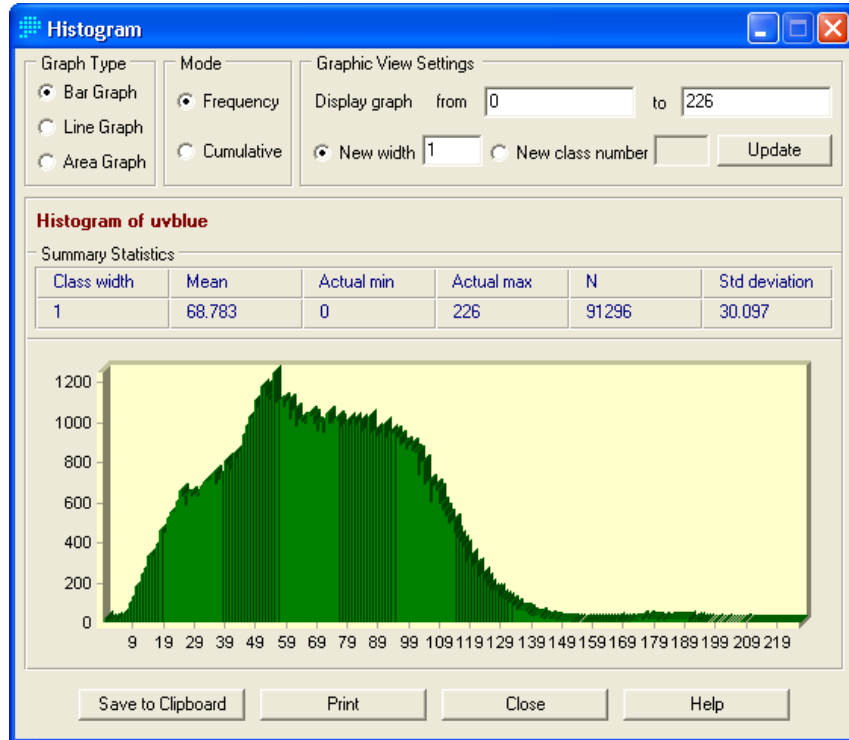 Histogram
Graph Type
Bar Graph
Line Graph
Area Graph
Mode
Frequency
Cumulative
Graphic View Settings
Display graph from 0 to 226
New width 1 New class number Update
Histogram of uvblue
Summary Statistics
Class width Mean Actual min Actual max N Std deviation
1 68.783 0 226 91296 30.097
1200
1000
800
600
400
200
0
9 19 29 39 49 59 69 79 89 99 109 119 129 139 149 159 169 179 189 199 209 219
Save to Clipboard Print Close Help